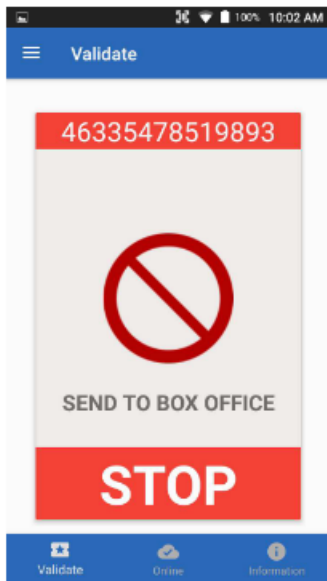 100% 10:02 AM
Validate
46335478519893
SEND TO BOX OFFICE
STOP
Validate Online Information